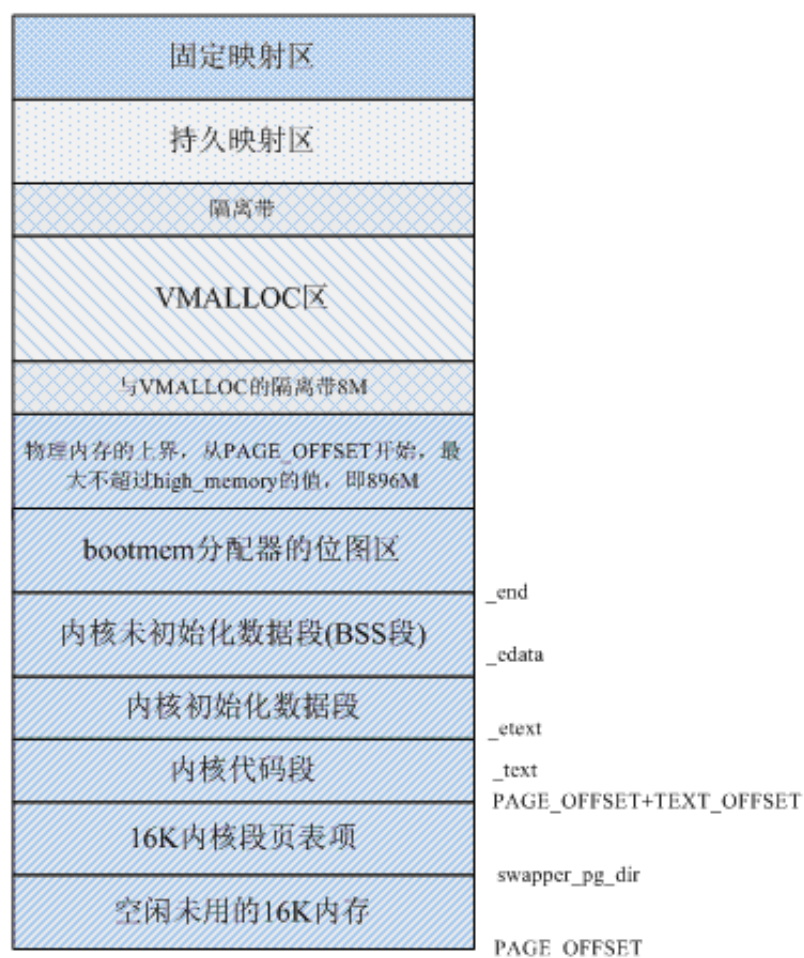 固定映射区
持久映射区
隔离带
VMALLOC区
与VMALLOC的隔离带8M
物理内存的上界，从PAGE_OFFSET开始，最
大不超过high_memory的值，即896M
bootmem分配器的位图区
_end
内核未初始化数据段(BSS段)
_edata
内核初始化数据段
_etext
内核代码段
_text
PAGE_OFFSET+TEXT_OFFSET
16K内核段页表项
swapper_pg_dir
空闲未用的16K内存
PAGE_OFFSET